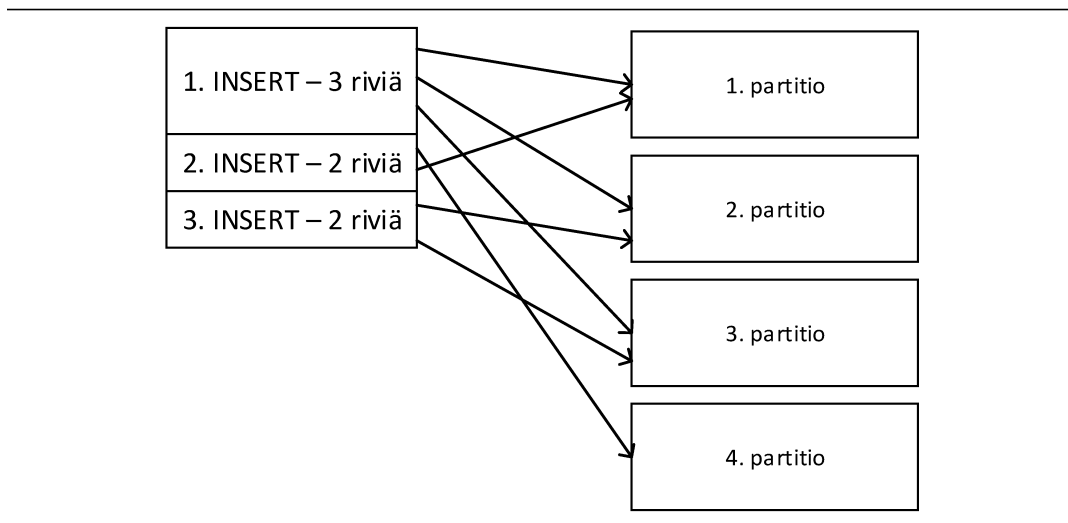 1. INSERT – 3 riviä
2. INSERT – 2 riviä
3. INSERT – 2 riviä
1. partitio
2. partitio
3. partitio
4. partitio